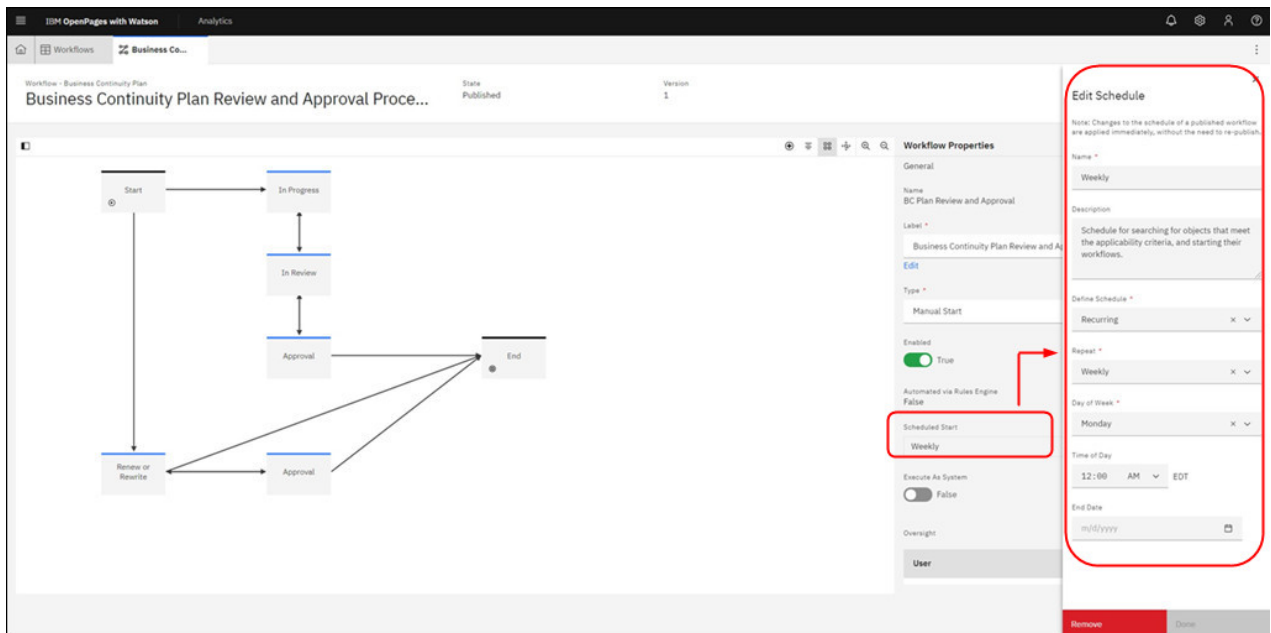 IBM OpenPages with Watson
Analytics
Workflows
Business Co...
Workflow - Business Continuity Plan
Business Continuity Plan Review and Approval Proce...
State
Published
Version
1
Start
In Progress
In Review
Approval
End
Renew or
Rewrite
Approval
Workflow Properties
General
Name
BC Plan Review and Approval
Label *
Business Continuity Plan Review and A
Edit
Type *
Manual Start
Enabled
True
Automated via Rules Engine
False
Scheduled Start
Weekly
Execute As System
False
Oversight
User
Edit Schedule
Note: Changes to the schedule of a published workflow
are applied immediately, without the need to re-publish.
Name *
Weekly
Description
Schedule for searching for objects that meet
the applicability criteria, and starting their
workflows.
Define Schedule *
Recurring
Repeat *
Weekly
Day of Week *
Monday
Time of Day
12:00 AM EDT
End Date
m/d/yyyy
Remove
Done